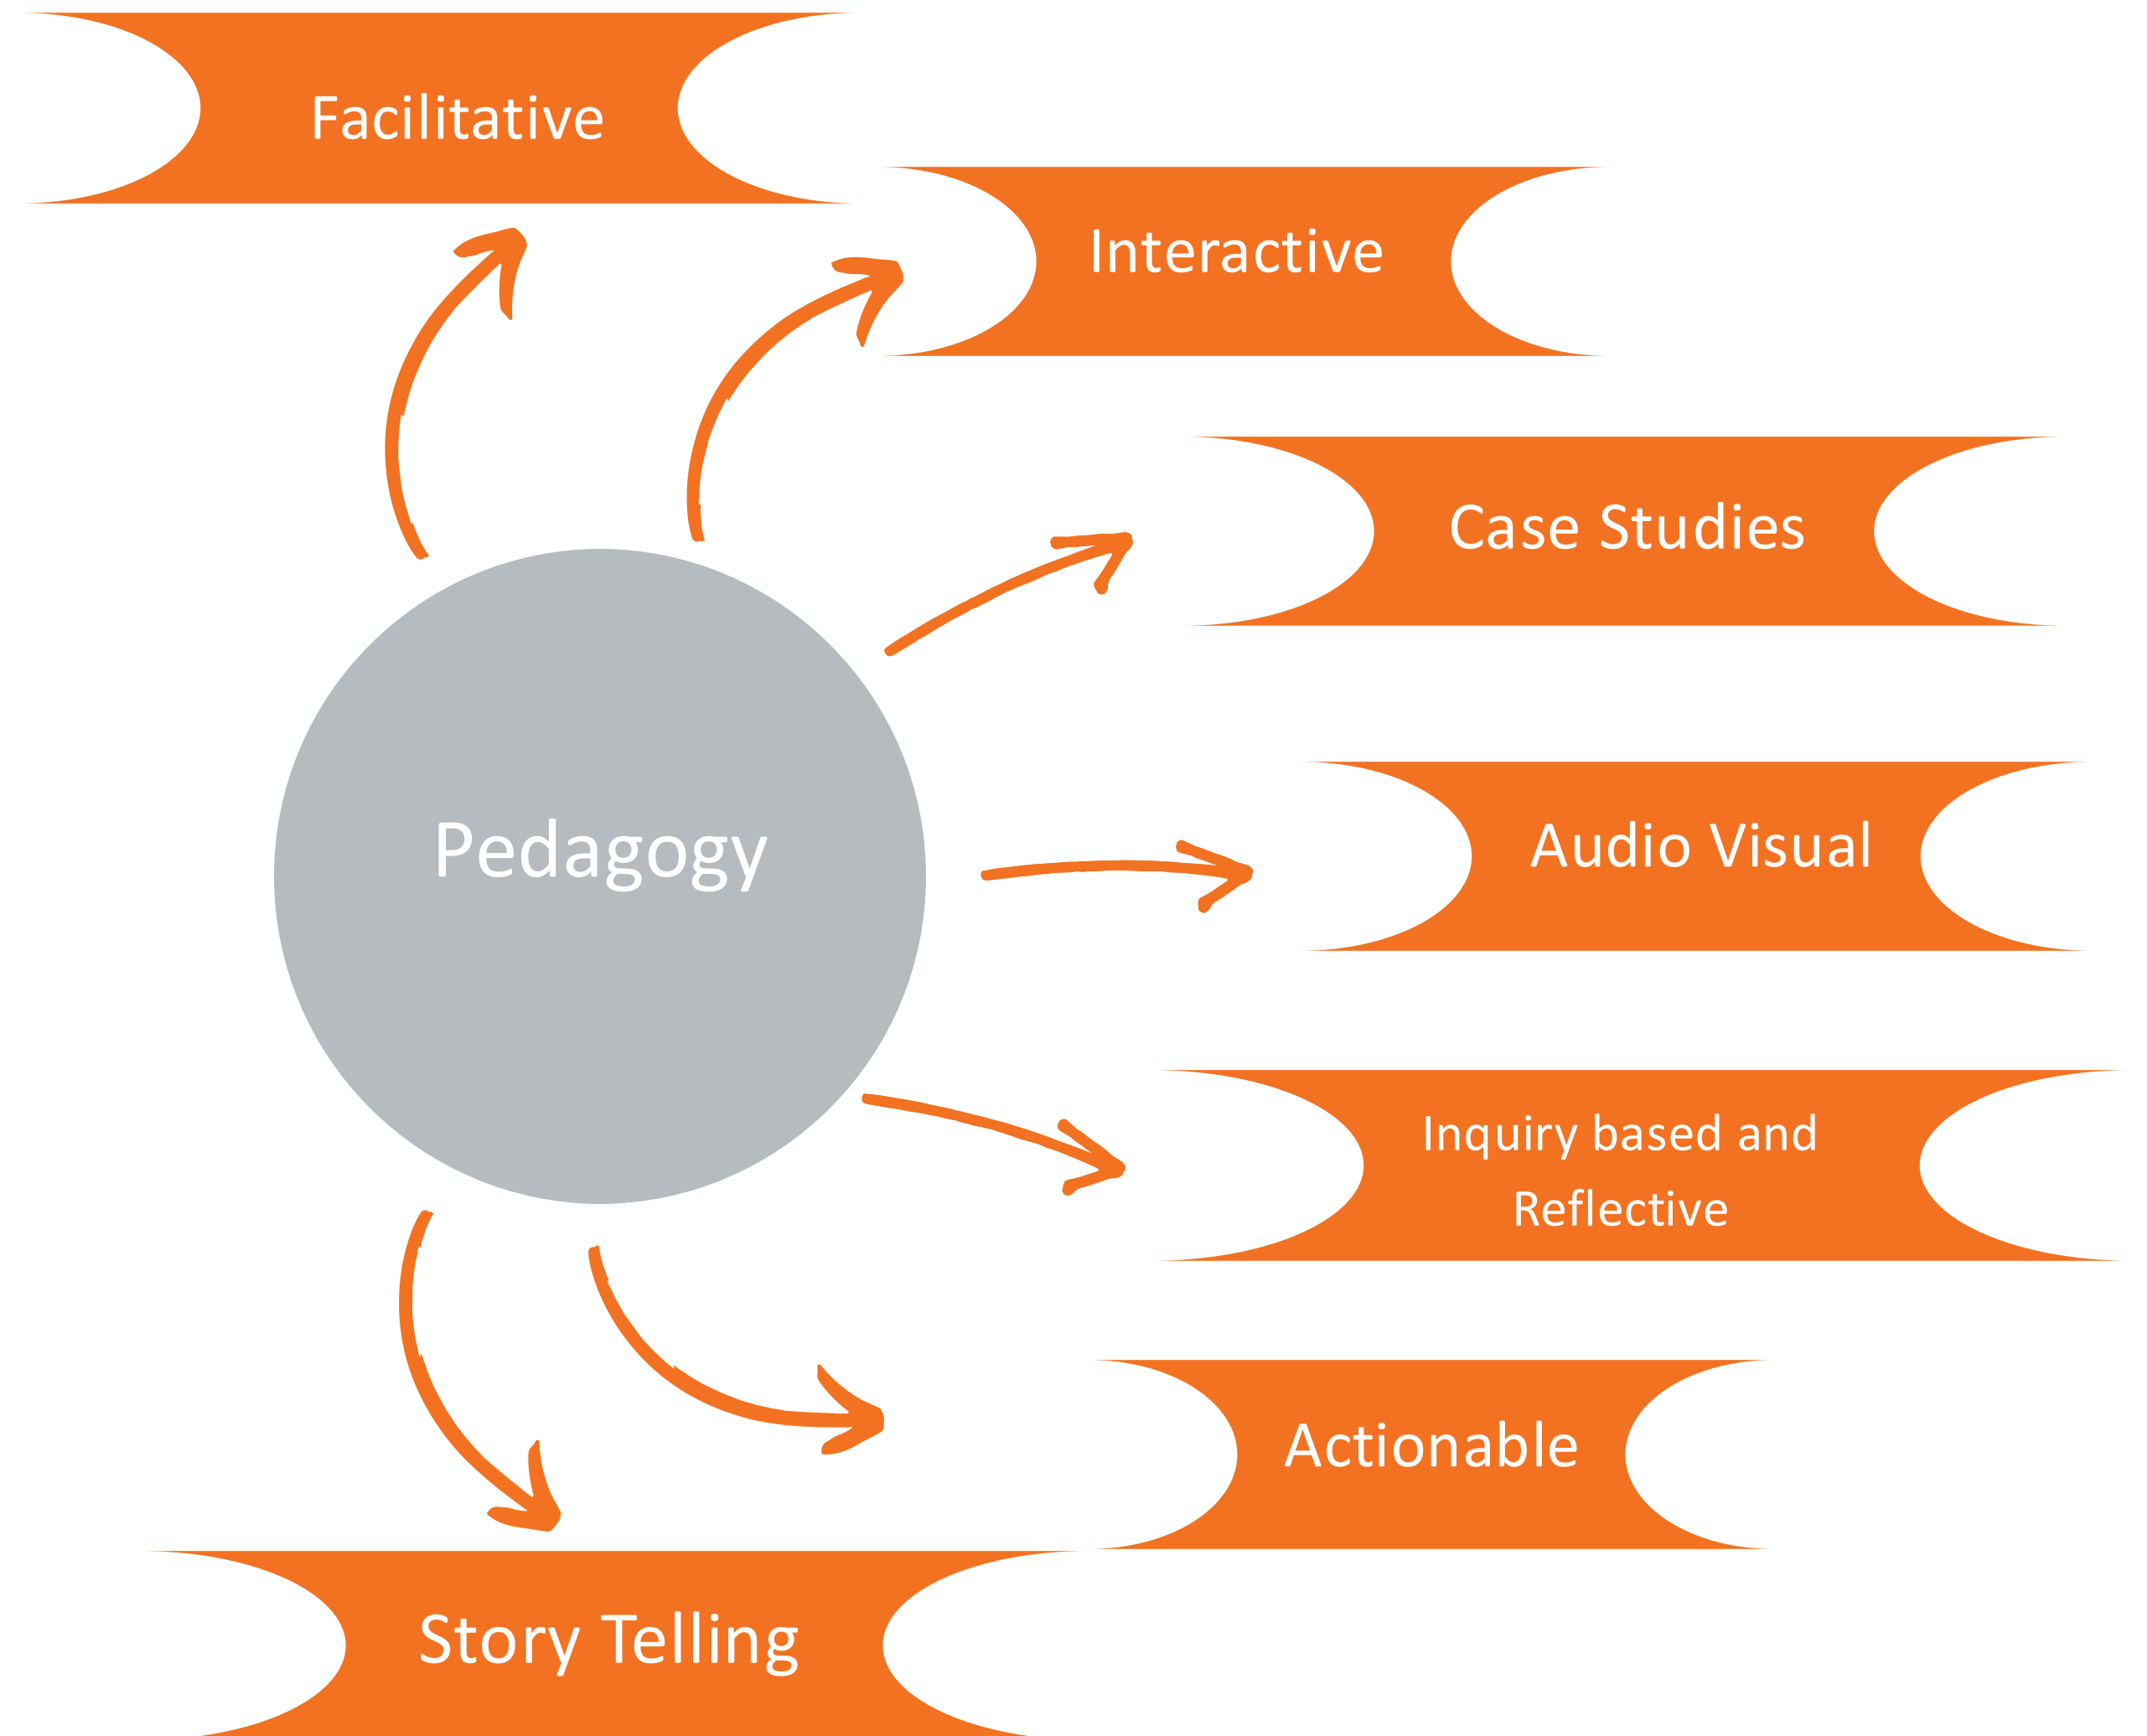 Facilitative
Interactive
Case Studies
Pedagogy
Audio Visual
Inquiry based and
Reflective
Actionable
Story Telling